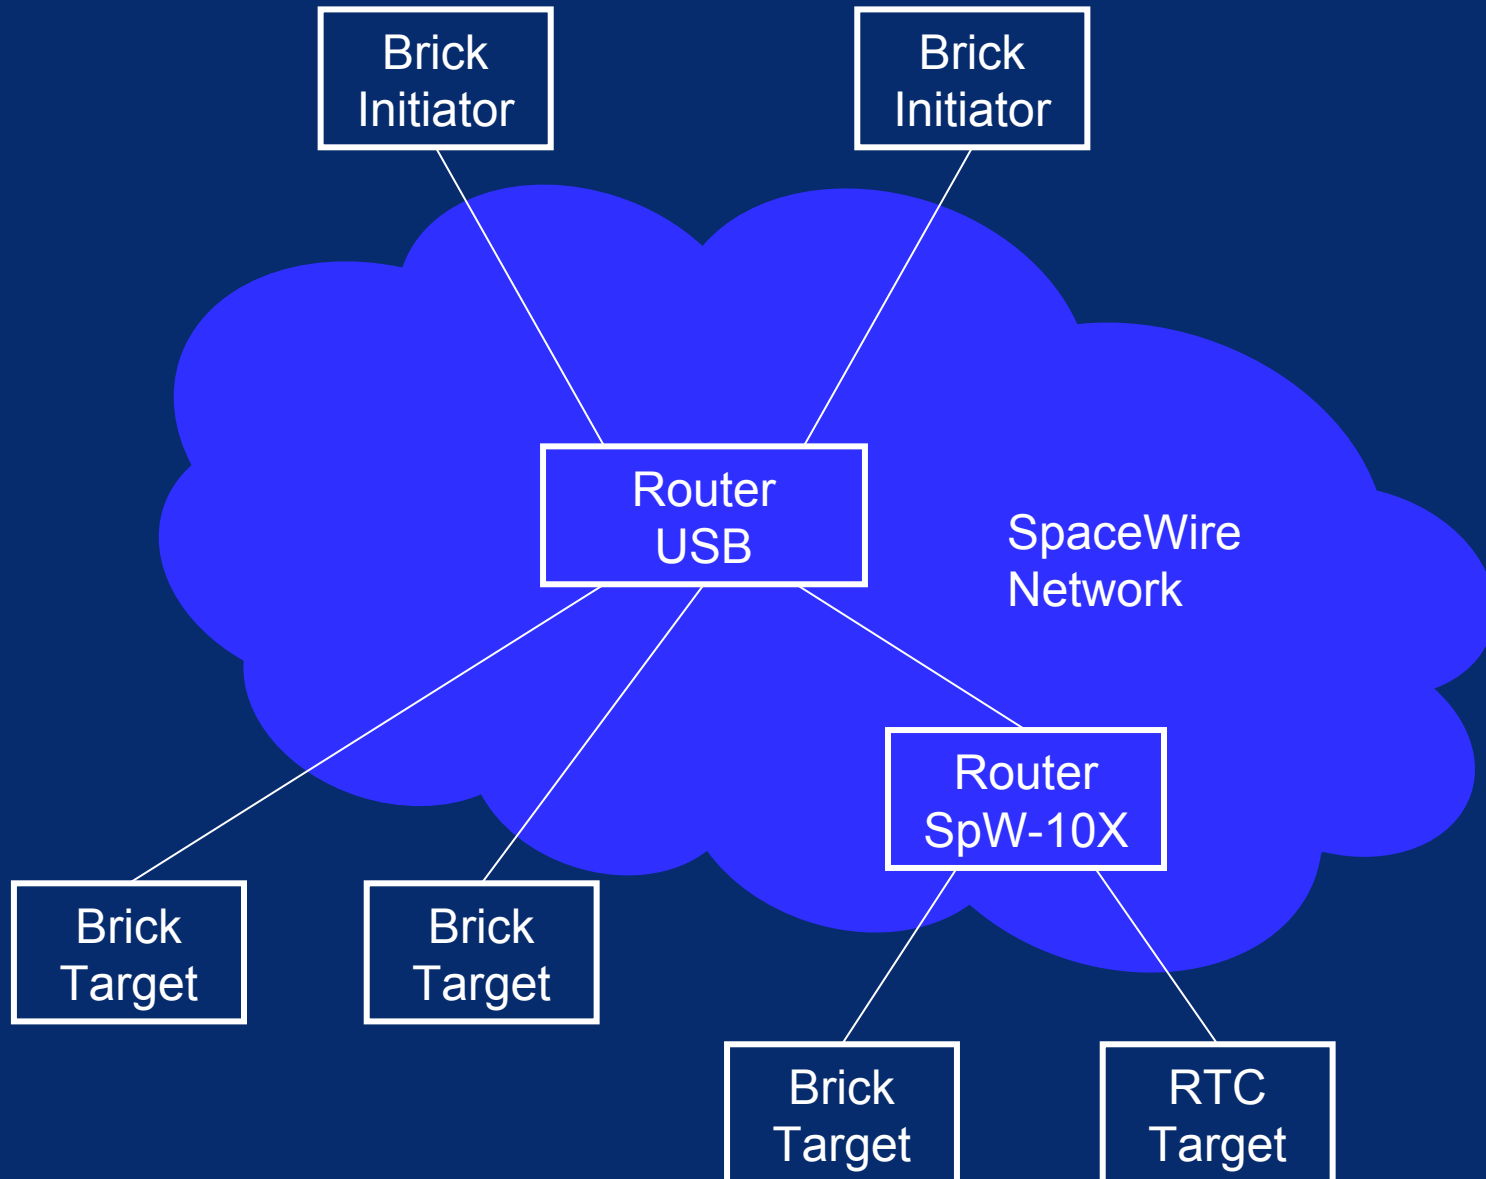 Brick
Initiator
Brick
Initiator
Router
USB
SpaceWire
Network
Router
SpW-10X
Brick
Target
Brick
Target
Brick
Target
RTC
Target